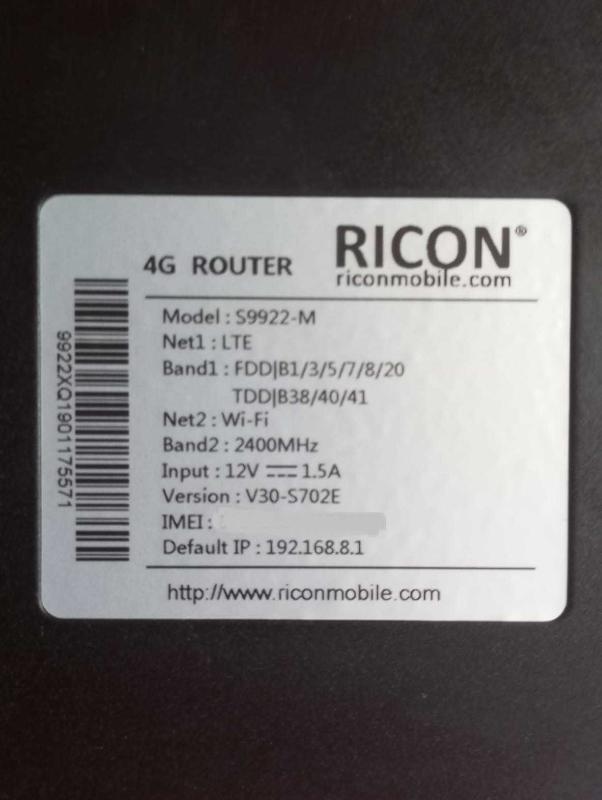 RICON®
4G ROUTER
riconmobile.com
Model : S9922-M
Net1 : LTE
Band1 : FDD|B1/3/5/7/8/20
TDD|B38/40/41
Net2 : Wi-Fi
Band2 : 2400MHz
Input : 12V ⎓ 1.5A
Version : V30-S702E
IMEI :
Default IP : 192.168.8.1
http://www.riconmobile.com
9922XQ1901175571